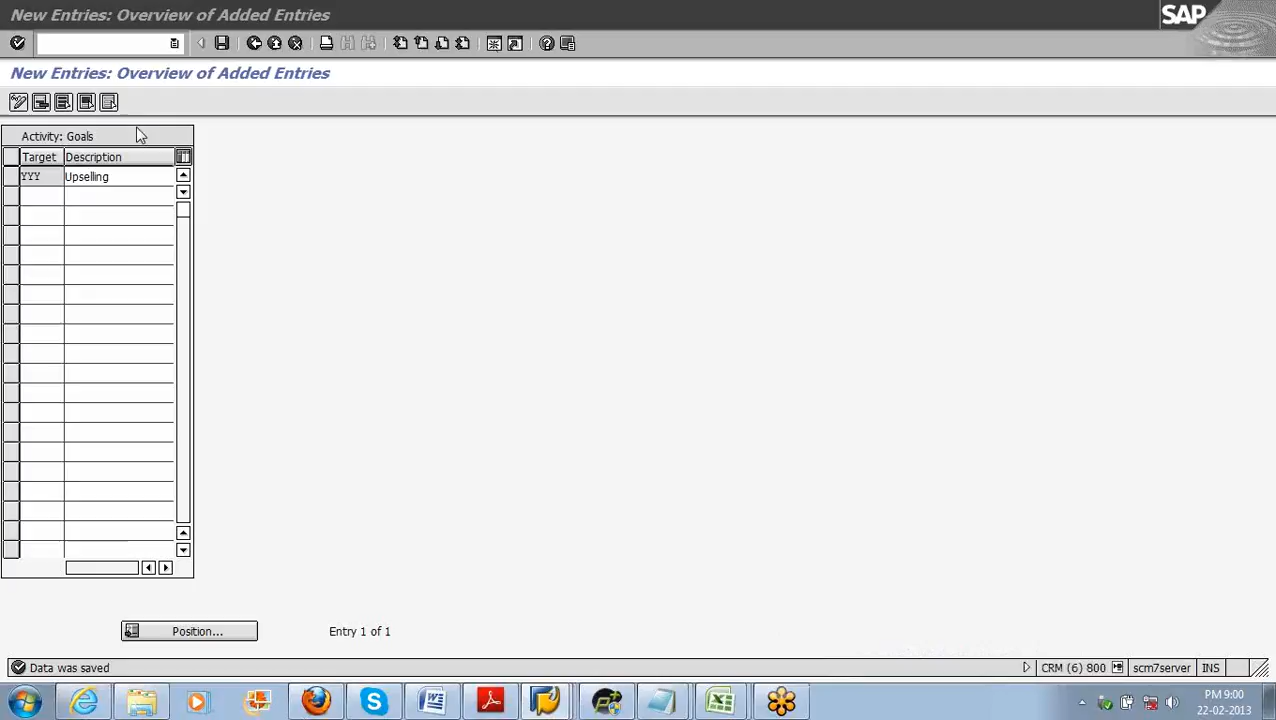 New Entries: Overview of Added Entries
SAP
New Entries: Overview of Added Entries
Activity: Goals
Target Description
YYY Upselling
Position... Entry 1 of 1
Data was saved CRM (6) 800 scm7server INS
PM 9:00
22-02-2013